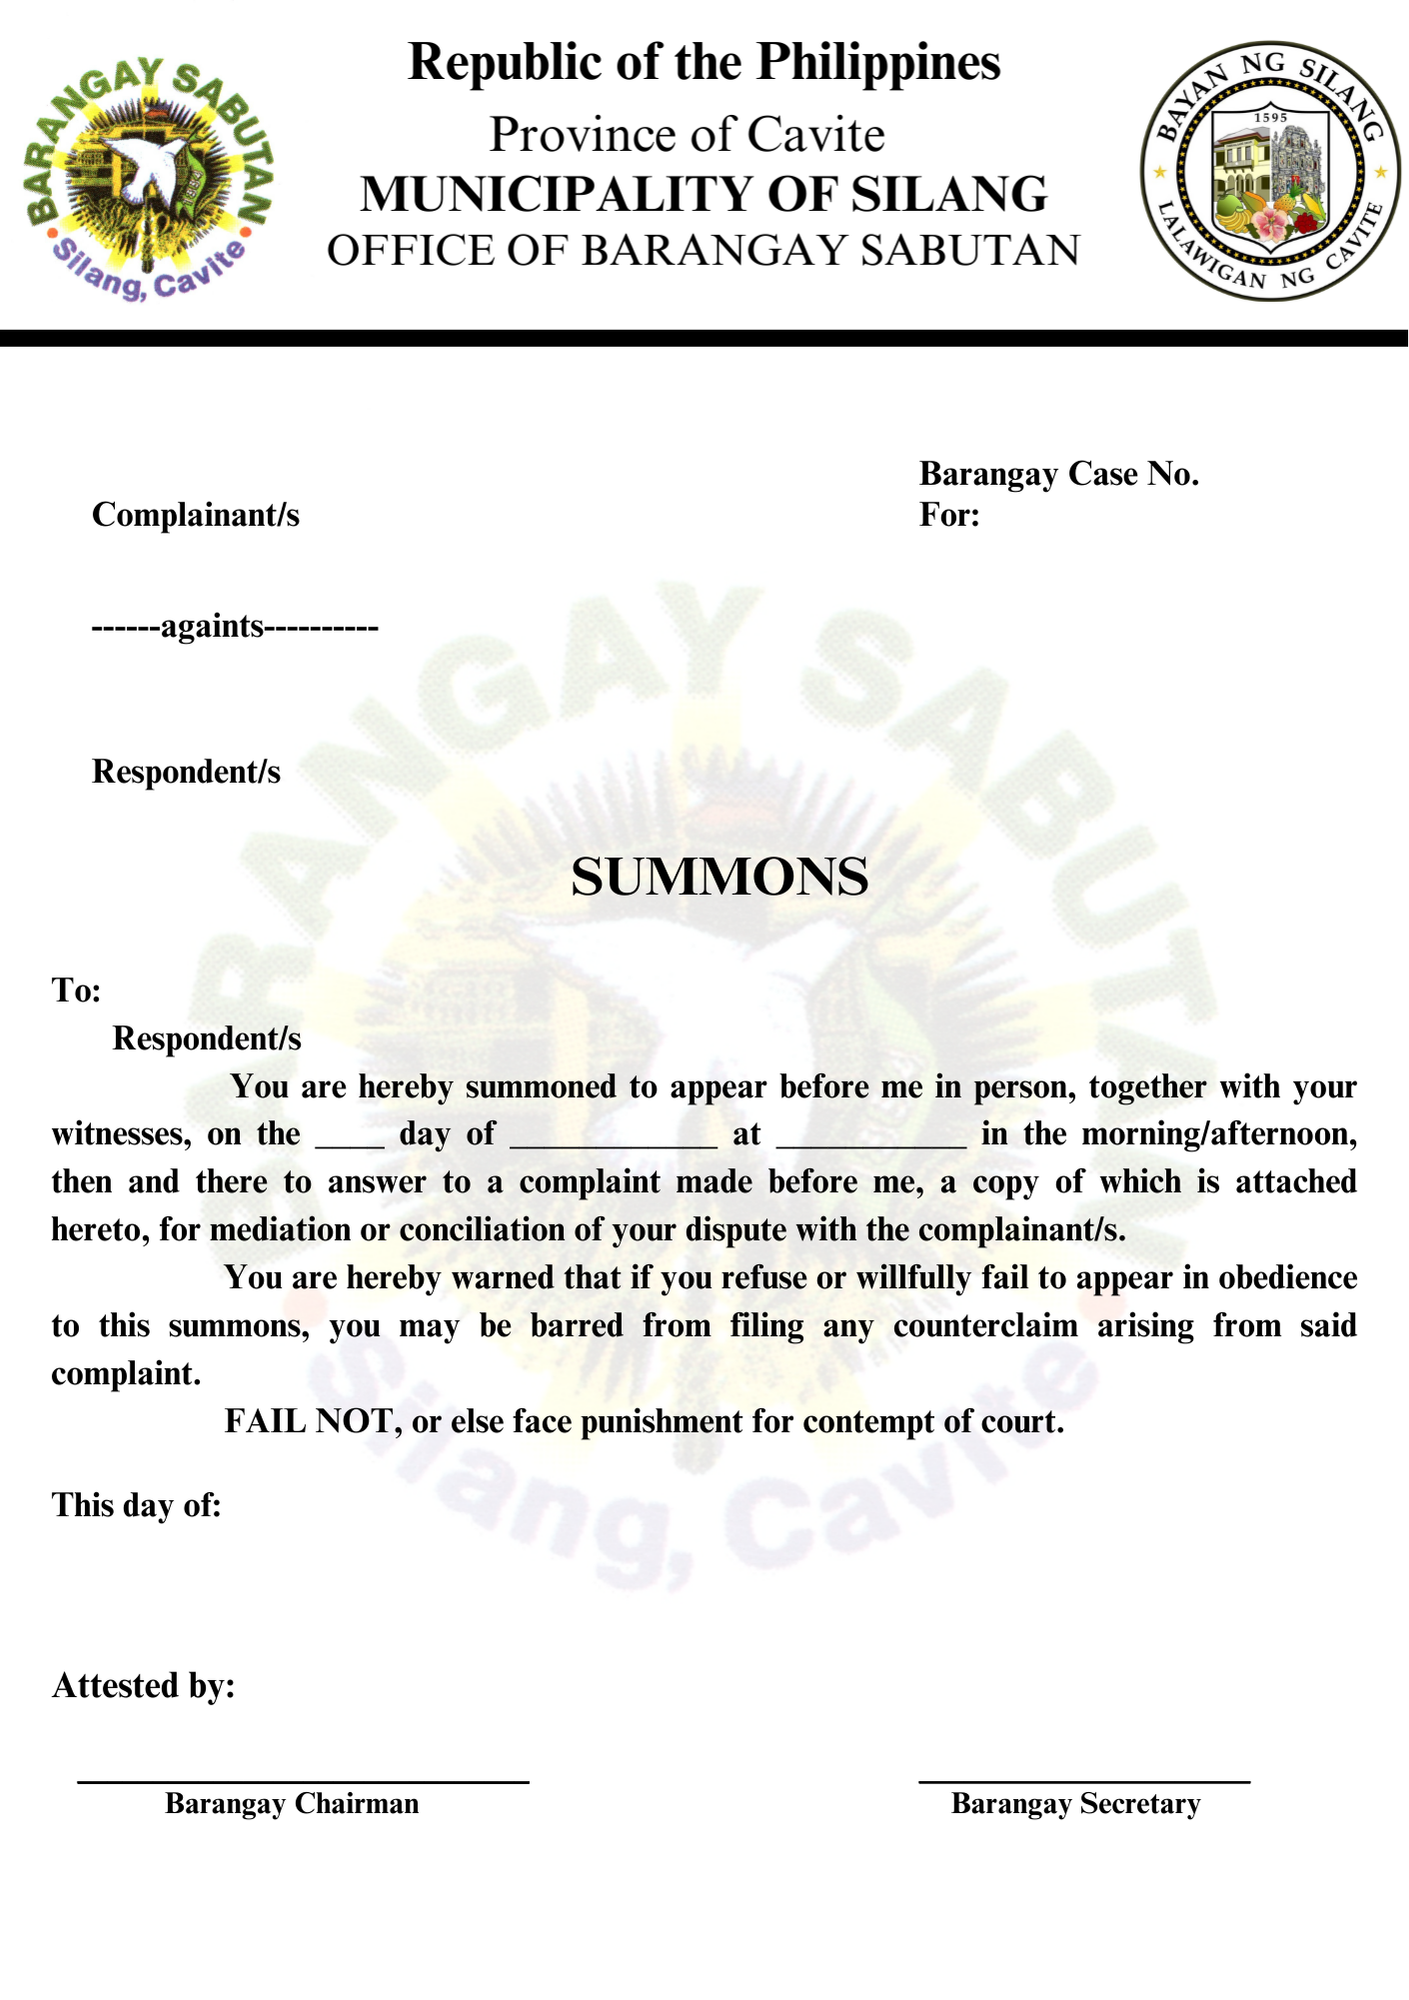 BARANGAY SABUTAN
Silang, Cavite
Republic of the Philippines
Province of Cavite
MUNICIPALITY OF SILANG
OFFICE OF BARANGAY SABUTAN
BAYAN NG SILANG
1595
LALAWIGAN NG CAVITE
Barangay Case No.
Complainant/s
For:
------againts----------
Respondent/s
SUMMONS
To:
Respondent/s
You are hereby summoned to appear before me in person, together with your
witnesses, on the ____ day of ____________ at ___________ in the morning/afternoon,
then and there to answer to a complaint made before me, a copy of which is attached
hereto, for mediation or conciliation of your dispute with the complainant/s.
You are hereby warned that if you refuse or willfully fail to appear in obedience
to this summons, you may be barred from filing any counterclaim arising from said
complaint.
FAIL NOT, or else face punishment for contempt of court.
This day of:
Attested by:
Barangay Chairman
Barangay Secretary
BARANGAY SABUTAN
Silang, Cavite